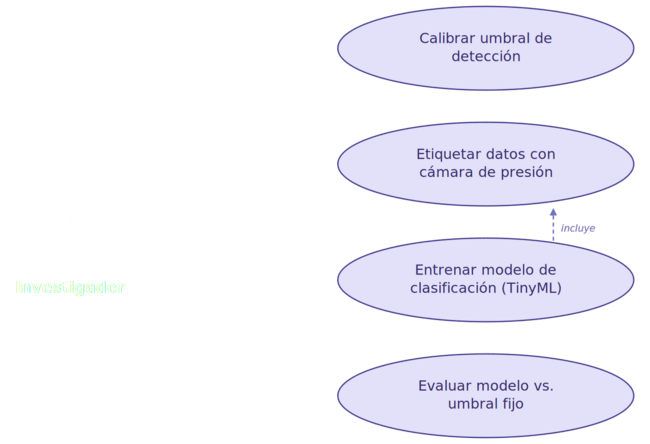 Calibrar umbral de
detección
Etiquetar datos con
cámara de presión
incluye
Entrenar modelo de
clasificación (TinyML)
Investigador
Evaluar modelo vs.
umbral fijo